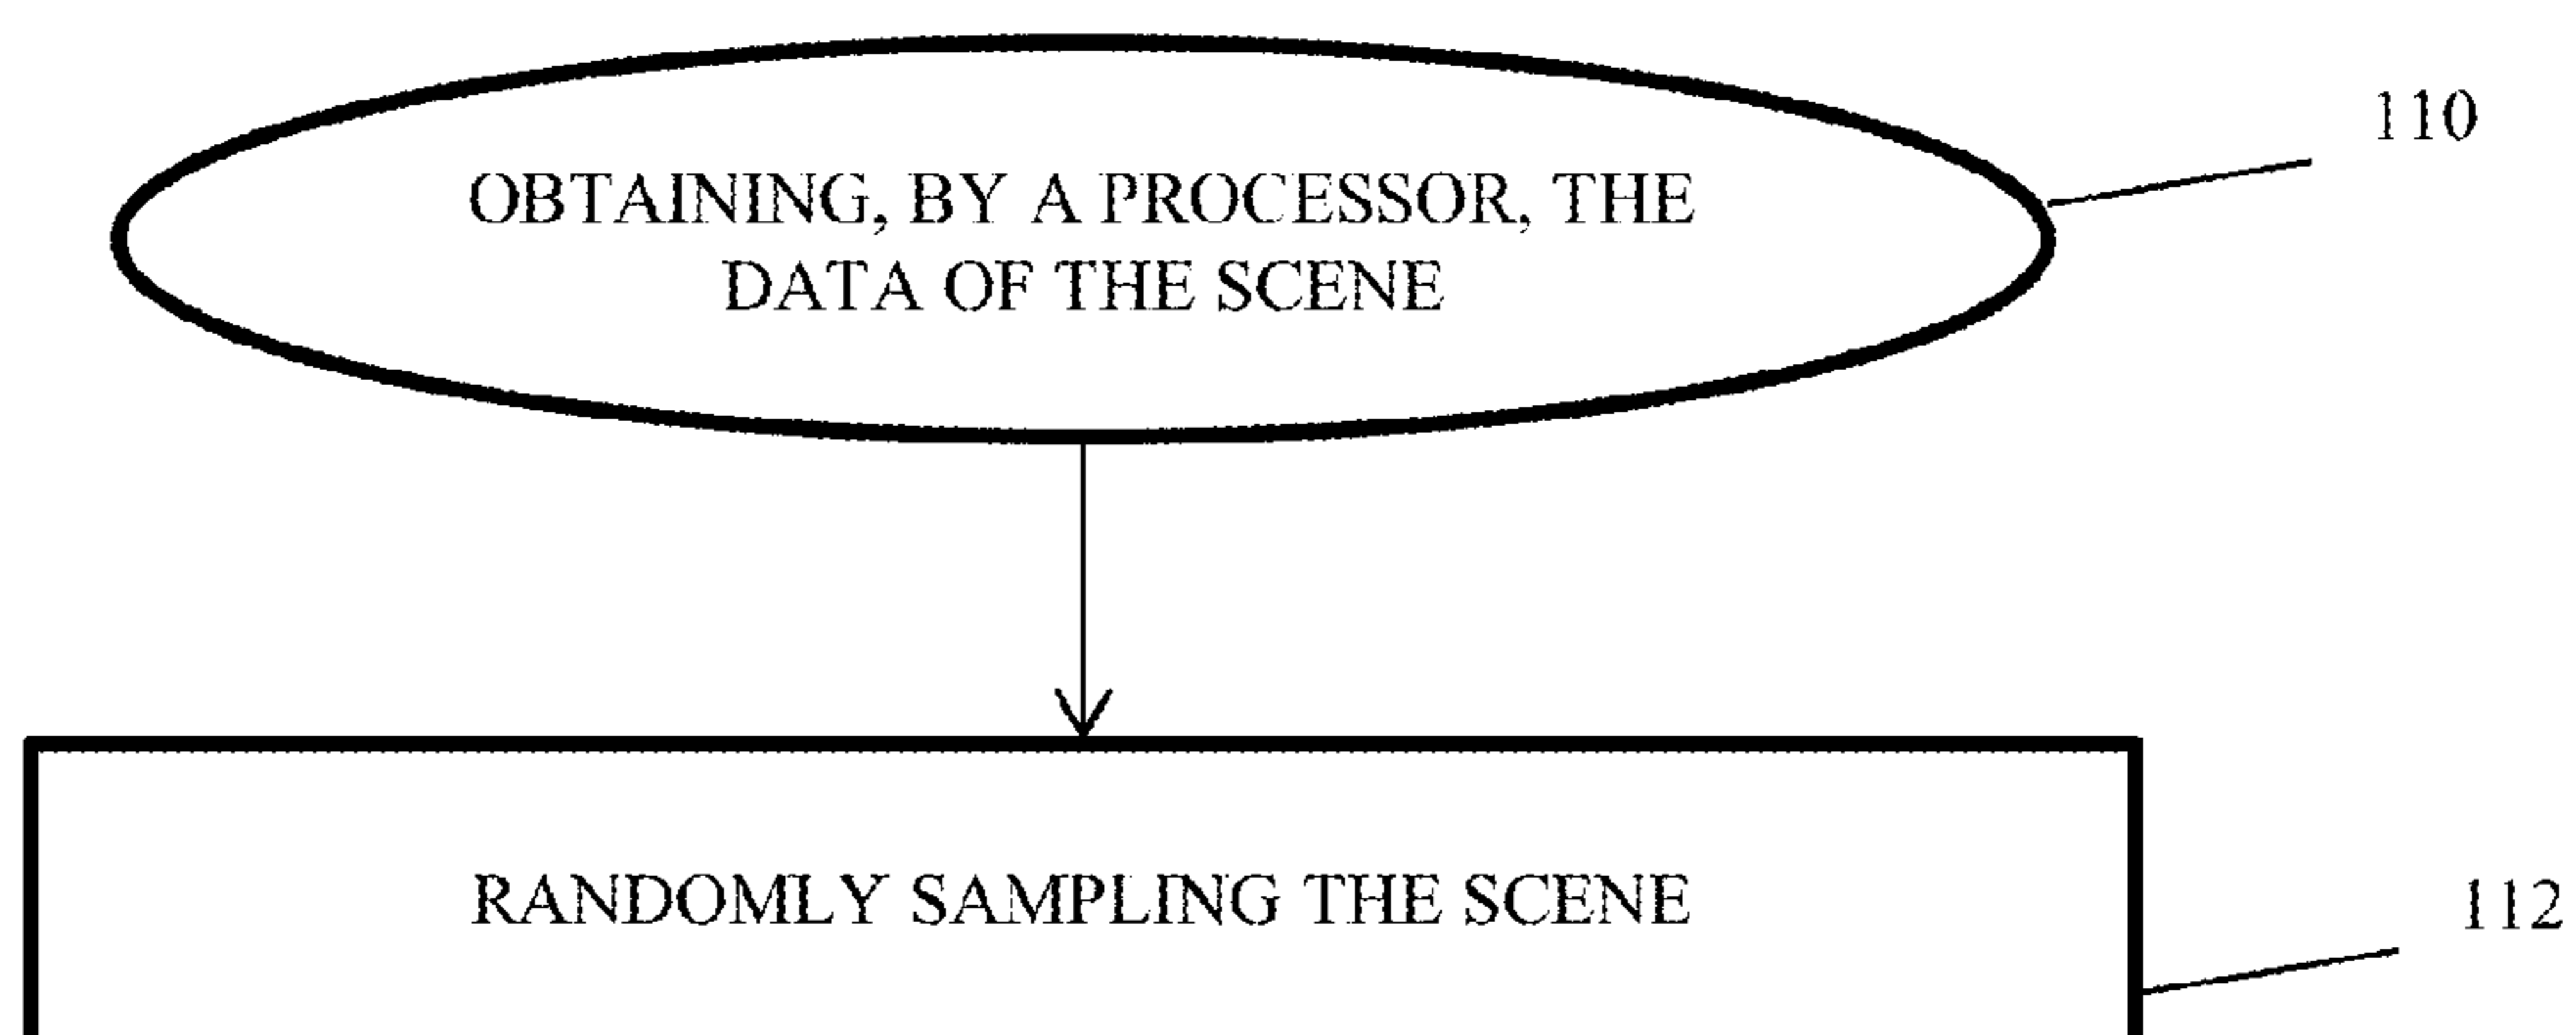 110
OBTAINING, BY A PROCESSOR, THE
DATA OF THE SCENE
RANDOMLY SAMPLING THE SCENE
112